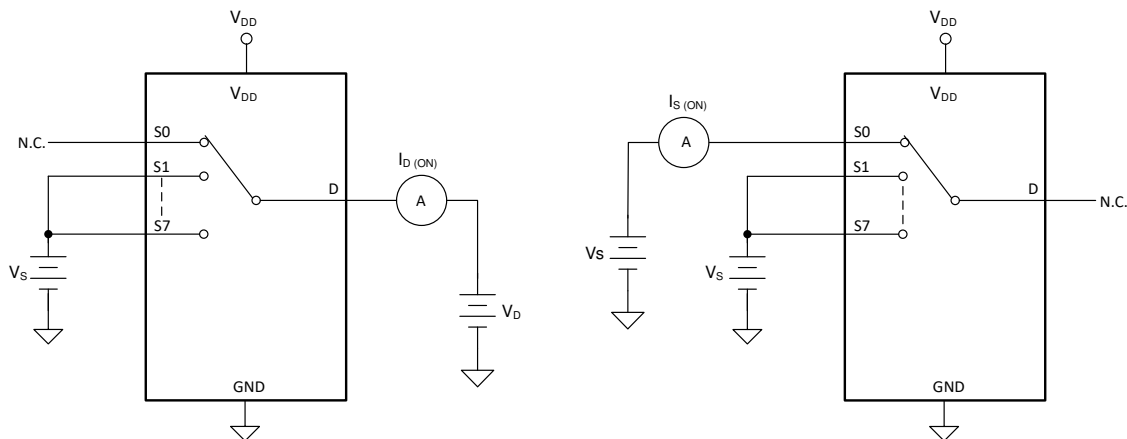 VDD
VDD
N.C.
S0
S1
S7
VS
D
ID (ON)
A
VD
GND
VDD
VDD
IS (ON)
A
VS
S0
S1
S7
VS
D
N.C.
GND